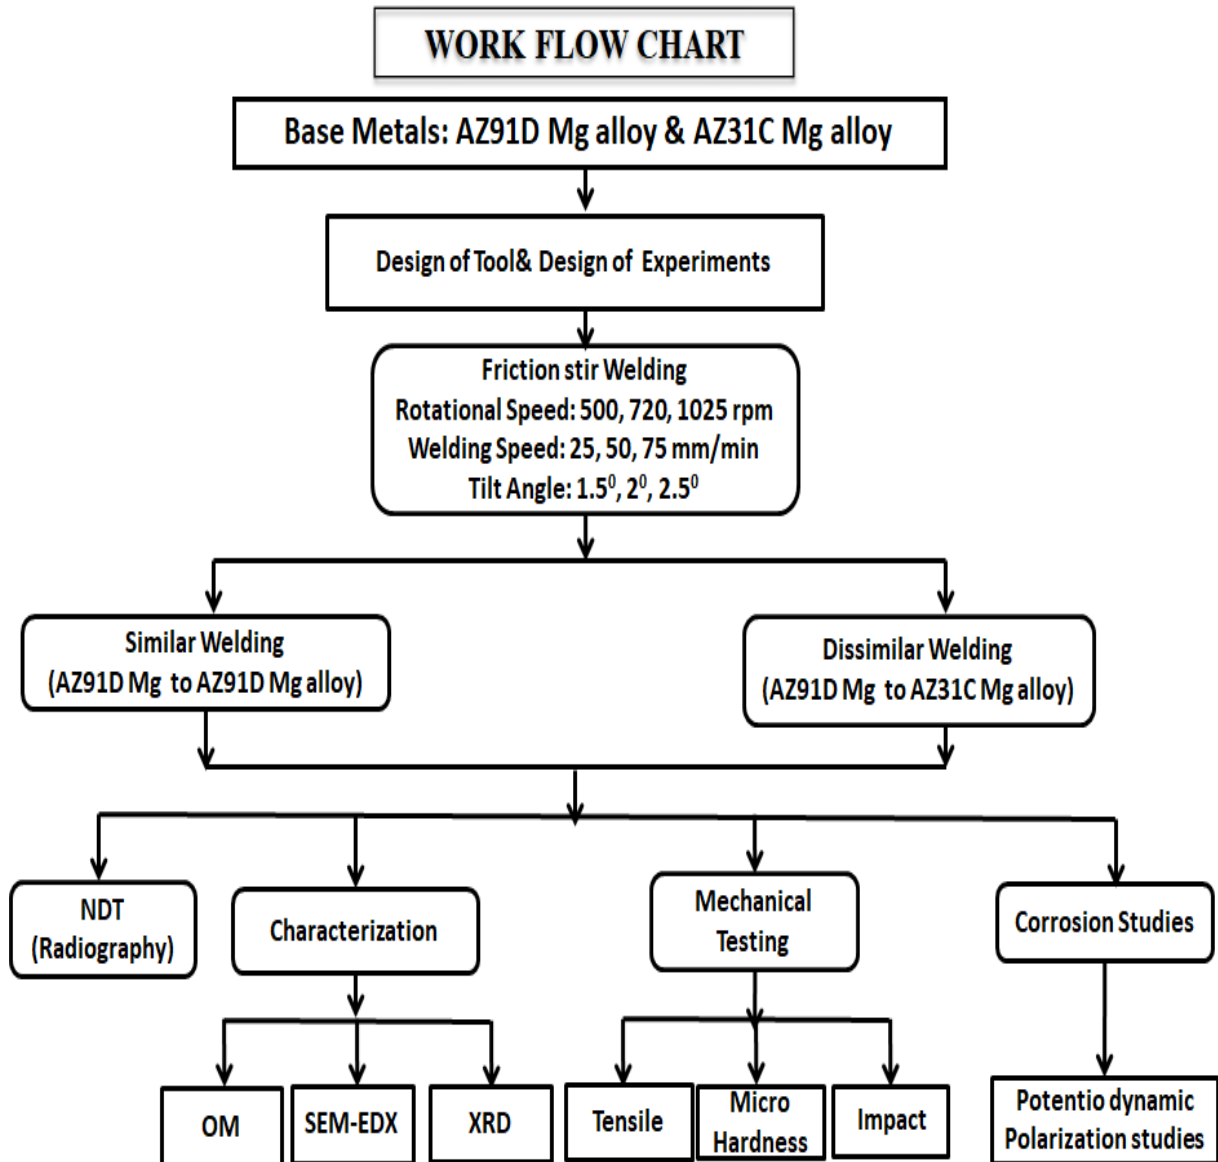 WORK FLOW CHART
Base Metals: AZ91D Mg alloy & AZ31C Mg alloy
Design of Tool& Design of Experiments
Friction stir Welding
Rotational Speed: 500, 720, 1025 rpm
Welding Speed: 25, 50, 75 mm/min
Tilt Angle: 1.5⁰, 2⁰, 2.5⁰
Similar Welding
(AZ91D Mg to AZ91D Mg alloy)
Dissimilar Welding
(AZ91D Mg to AZ31C Mg alloy)
NDT
(Radiography)
Characterization
Mechanical
Testing
Corrosion Studies
OM
SEM-EDX
XRD
Tensile
Micro
Hardness
Impact
Potentio dynamic
Polarization studies